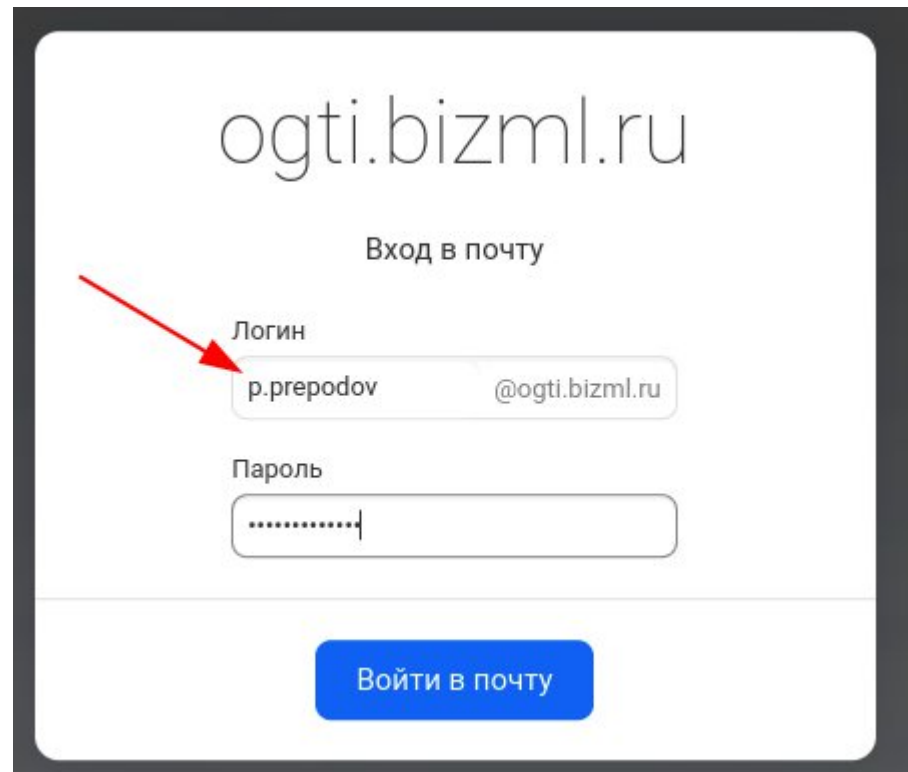 ogti.bizml.ru
Вход в почту
Логин
p.prepodov @ogti.bizml.ru
Пароль
•••••••••••••
Войти в почту